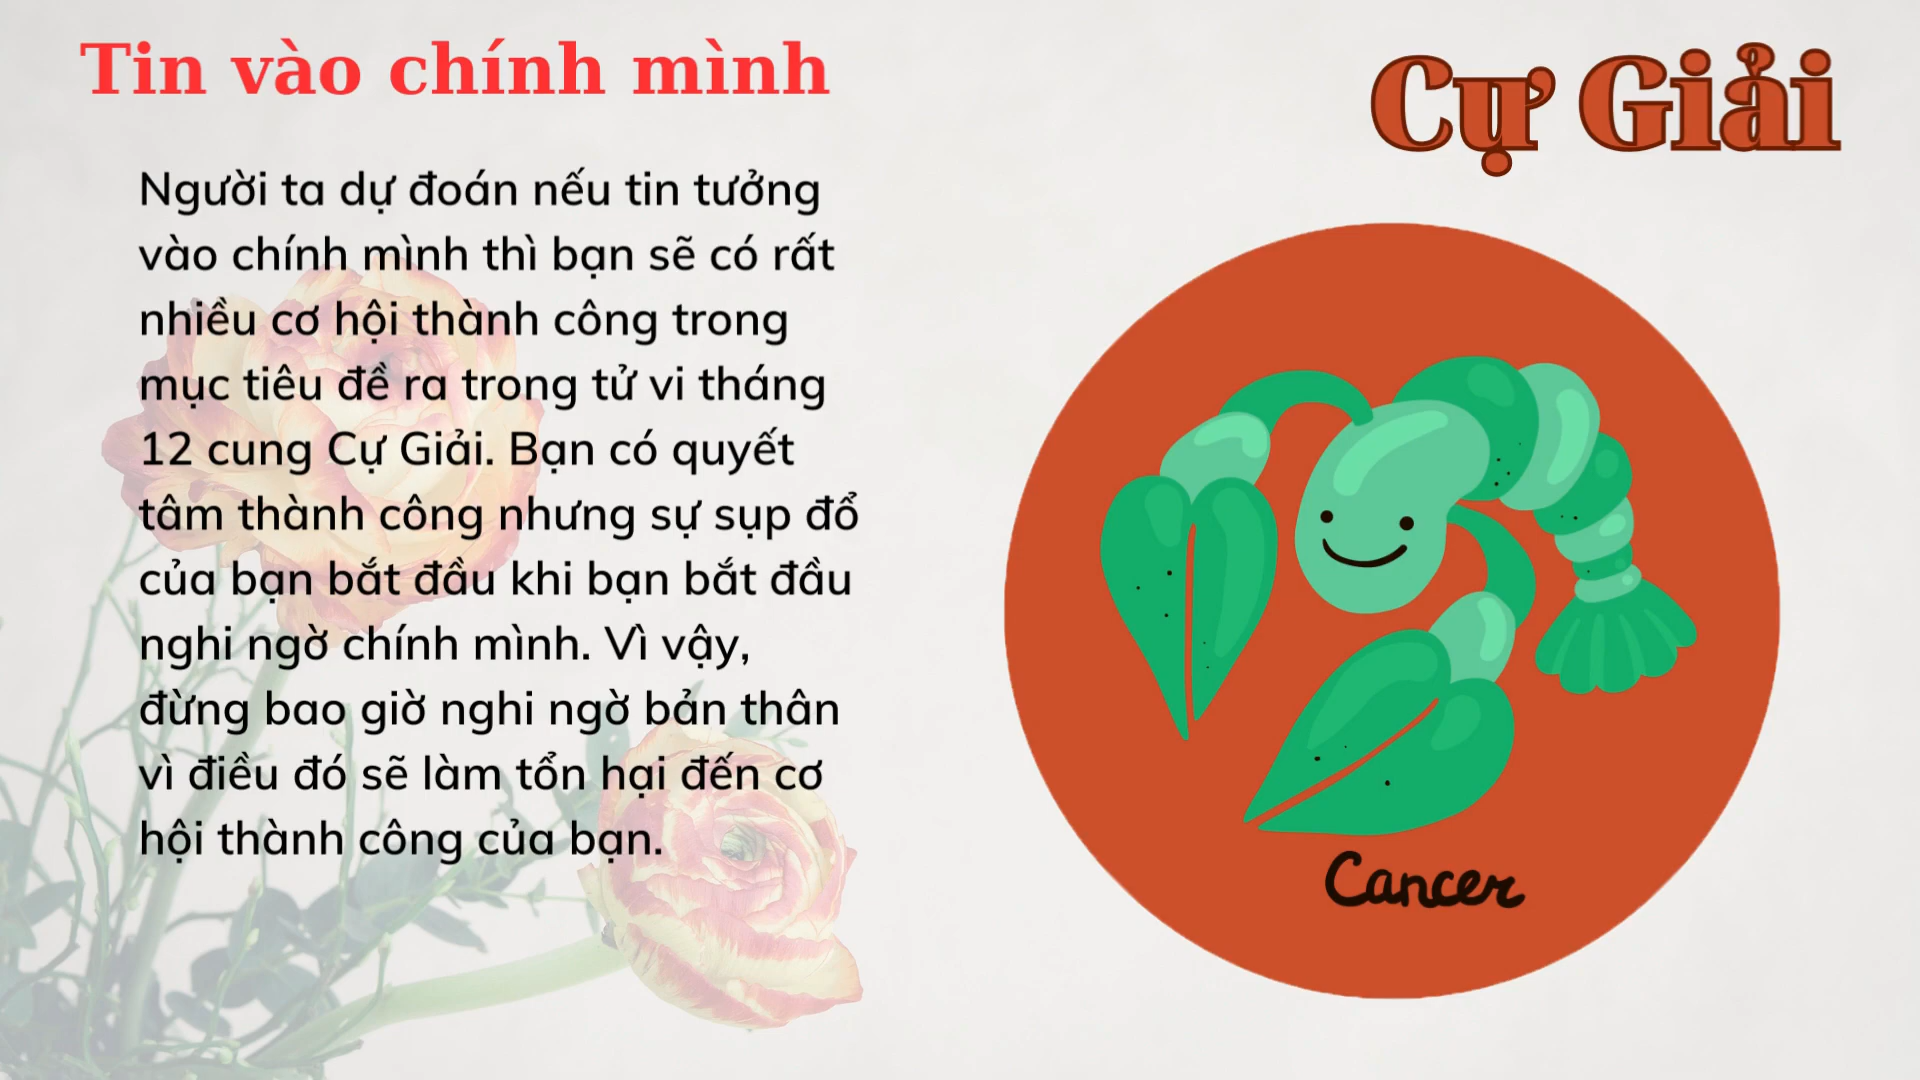 Tin vào chính mình
Cự Giải
Người ta dự đoán nếu tin tưởng
vào chính mình thì bạn sẽ có rất
nhiều cơ hội thành công trong
mục tiêu đề ra trong tử vi tháng
12 cung Cự Giải. Bạn có quyết
tâm thành công nhưng sự sụp đổ
của bạn bắt đầu khi bạn bắt đầu
nghi ngờ chính mình. Vì vậy,
đừng bao giờ nghi ngờ bản thân
vì điều đó sẽ làm tổn hại đến cơ
hội thành công của bạn.
Cancer